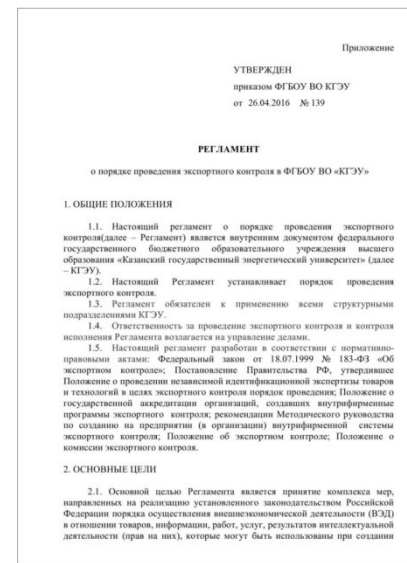 Приложение
УТВЕРЖДЕН
приказом ФГБОУ ВО КГЭУ
от 26.04.2016 № 139
РЕГЛАМЕНТ
о порядке проведения экспортного контроля в ФГБОУ ВО «КГЭУ»
1. ОБЩИЕ ПОЛОЖЕНИЯ
1.1. Настоящий регламент о порядке проведения экспортного
контроля(далее – Регламент) является внутренним документом федерального
государственного бюджетного образовательного учреждения высшего
образования «Казанский государственный энергетический университет» (далее
– КГЭУ).
1.2. Настоящий Регламент устанавливает порядок проведения
экспортного контроля.
1.3. Регламент обязателен к применению всеми структурными
подразделениями КГЭУ.
1.4. Ответственность за проведение экспортного контроля и контроля
исполнения Регламента возлагается на управление делами.
1.5. Настоящий регламент разработан в соответствии с нормативно-
правовыми актами: Федеральный закон от 18.07.1999 № 183-ФЗ «Об
экспортном контроле»; Постановление Правительства РФ, утвердившее
Положение о проведении независимой идентификационной экспертизы товаров
и технологий в целях экспортного контроля порядок проведения; Положение о
государственной аккредитации организаций, создавших внутрифирменные
программы экспортного контроля; рекомендации Методического руководства
по созданию на предприятии (в организации) внутрифирменной системы
экспортного контроля; Положение об экспортном контроле; Положение о
комиссии экспортного контроля.
2. ОСНОВНЫЕ ЦЕЛИ
2.1. Основной целью Регламента является принятие комплекса мер,
направленных на реализацию установленного законодательством Российской
Федерации порядка осуществления внешнеэкономической деятельности (ВЭД)
в отношении товаров, информации, работ, услуг, результатов интеллектуальной
деятельности (прав на них), которые могут быть использованы при создании